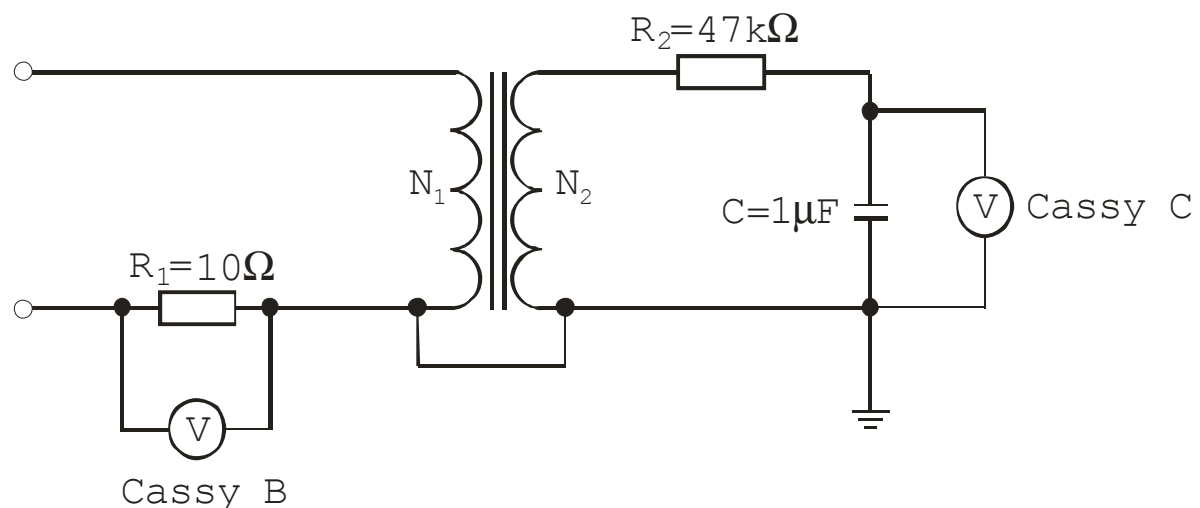 R₂=47kΩ
N₁
N₂
C=1μF
V
Cassy C
R₁=10Ω
V
Cassy B